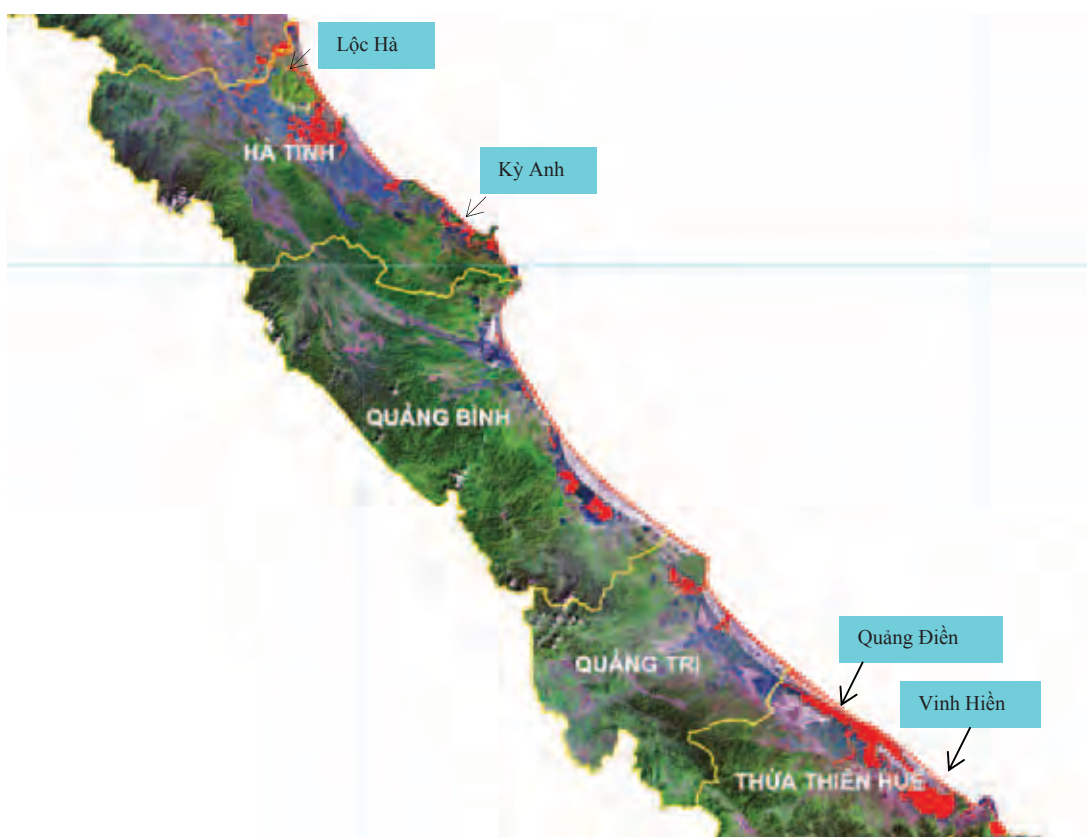 Lộc Hà
HÀ TĨNH
Kỳ Anh
QUẢNG BÌNH
QUẢNG TRỊ
Quảng Điền
Vinh Hiền
THỪA THIÊN HUẾ